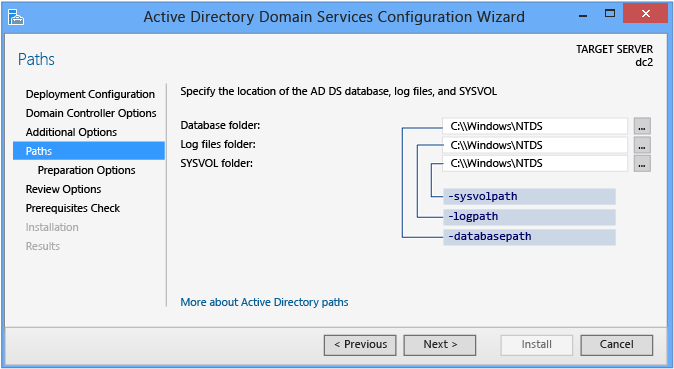 Active Directory Domain Services Configuration Wizard
Paths
TARGET SERVER
dc2
Deployment Configuration
Domain Controller Options
Additional Options
Paths
Preparation Options
Review Options
Prerequisites Check
Installation
Results
Specify the location of the AD DS database, log files, and SYSVOL
Database folder: C:\\Windows\NTDS ...
Log files folder: C:\\Windows\NTDS ...
SYSVOL folder: C:\\Windows\NTDS ...
-sysvolpath
-logpath
-databasepath
More about Active Directory paths
< Previous Next > Install Cancel